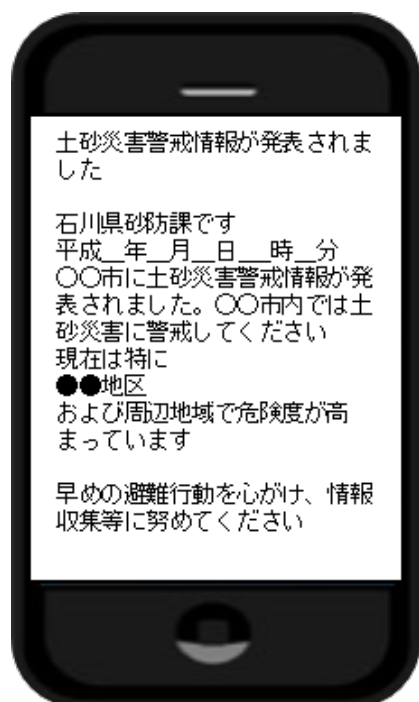 土砂災害警戒情報が発表されま
した
石川県砂防課です
平成__年__月__日__時__分
〇〇市に土砂災害警戒情報が発
表されました。〇〇市内では土
砂災害に警戒してください
現在は特に
●●地区
および周辺地域で危険度が高
まっています
早めの避難行動を心がけ、情報
収集等に努めてください